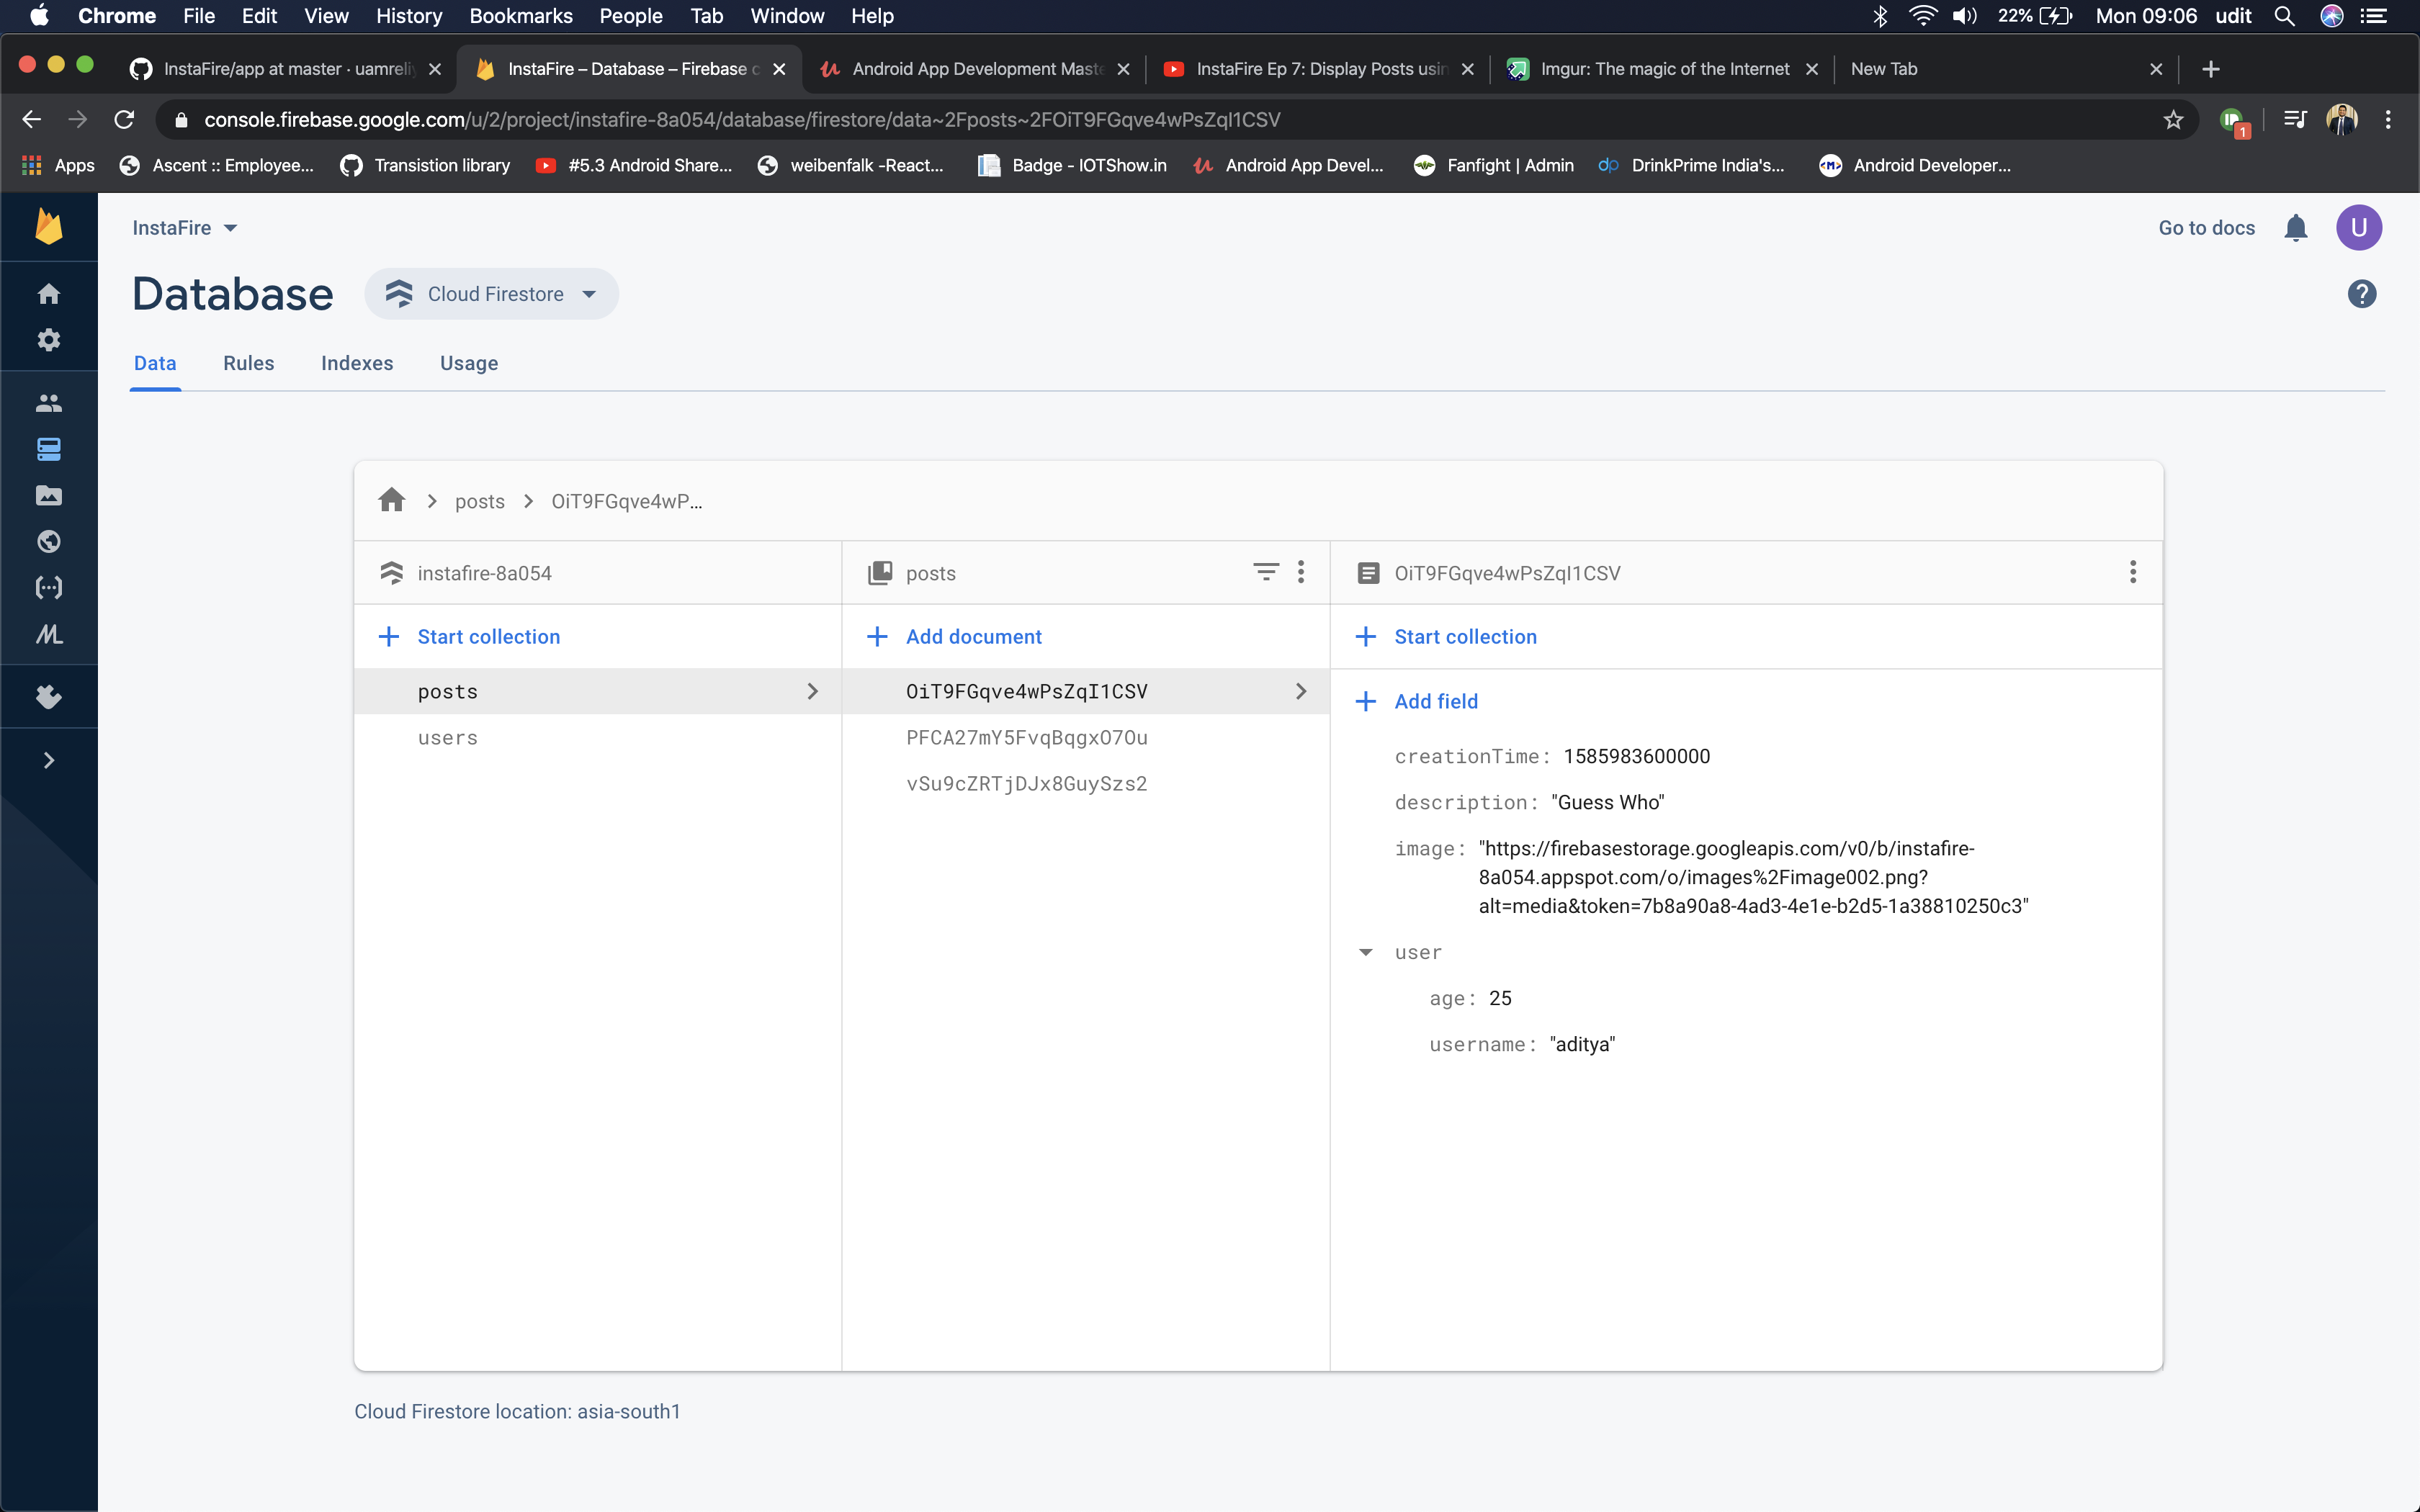 Chrome File Edit View History Bookmarks People Tab Window Help 22% Mon 09:06 udit
InstaFire/app at master · uamreliy InstaFire – Database – Firebase c Android App Development Maste InstaFire Ep 7: Display Posts usin Imgur: The magic of the Internet New Tab
console.firebase.google.com/u/2/project/instafire-8a054/database/firestore/data~2Fposts~2FOiT9FGqve4wPsZqI1CSV 1
Apps Ascent :: Employee... Transistion library #5.3 Android Share... weibenfalk -React... Badge - IOTShow.in Android App Devel... Fanfight | Admin dp DrinkPrime India's... <M> Android Developer...
InstaFire Go to docs U
Database Cloud Firestore ?
Data Rules Indexes Usage
posts OiT9FGqve4wP...
instafire-8a054 posts OiT9FGqve4wPsZqI1CSV
Start collection Add document Start collection
posts OiT9FGqve4wPsZqI1CSV Add field
users PFCA27mY5FvqBqgxO7Ou creationTime: 1585983600000
vSu9cZRTjDJx8GuySzs2 description: "Guess Who"
image: "https://firebasestorage.googleapis.com/v0/b/instafire-
8a054.appspot.com/o/images%2Fimage002.png?
alt=media&token=7b8a90a8-4ad3-4e1e-b2d5-1a38810250c3"
user
age: 25
username: "aditya"
Cloud Firestore location: asia-south1